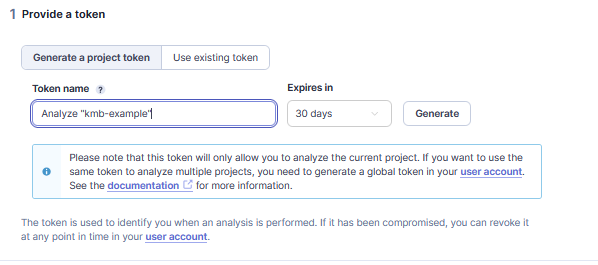 1 Provide a token
Generate a project token Use existing token
Token name ? Expires in
Analyze "kmb-example" 30 days Generate
Please note that this token will only allow you to analyze the current project. If you want to use the
same token to analyze multiple projects, you need to generate a global token in your user account.
See the documentation for more information.
The token is used to identify you when an analysis is performed. If it has been compromised, you can revoke it
at any point in time in your user account.